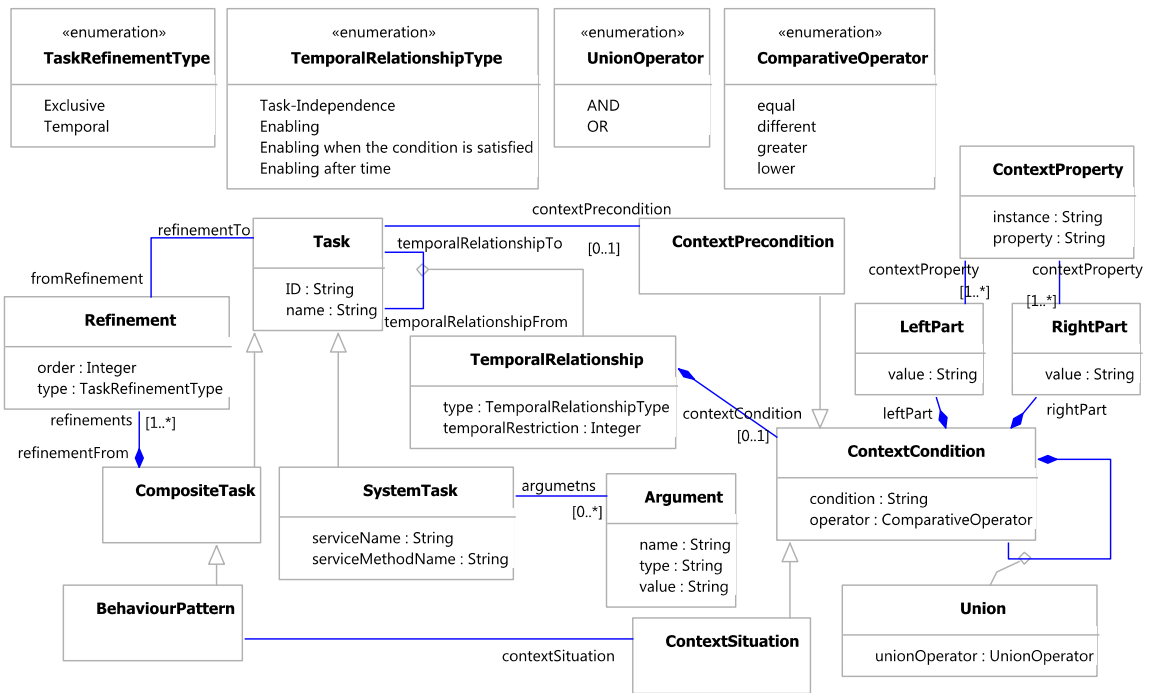 «enumeration»
TaskRefinementType
Exclusive
Temporal
«enumeration»
TemporalRelationshipType
Task-Independence
Enabling
Enabling when the condition is satisfied
Enabling after time
«enumeration»
UnionOperator
AND
OR
«enumeration»
ComparativeOperator
equal
different
greater
lower
ContextProperty
instance : String
property : String
contextPrecondition
[0..1]
refinementTo
Task
ID : String
name : String
temporalRelationshipTo
temporalRelationshipFrom
ContextPrecondition
contextProperty
[1..*]
contextProperty
[1..*]
fromRefinement
Refinement
order : Integer
type : TaskRefinementType
TemporalRelationship
type : TemporalRelationshipType
temporalRestriction : Integer
LeftPart
value : String
RightPart
value : String
refinements
[1..*]
refinementFrom
contextCondition
[0..1]
leftPart
rightPart
ContextCondition
condition : String
operator : ComparativeOperator
CompositeTask
SystemTask
serviceName : String
serviceMethodName : String
argumetns
[0..*]
Argument
name : String
type : String
value : String
BehaviourPattern
contextSituation
ContextSituation
Union
unionOperator : UnionOperator